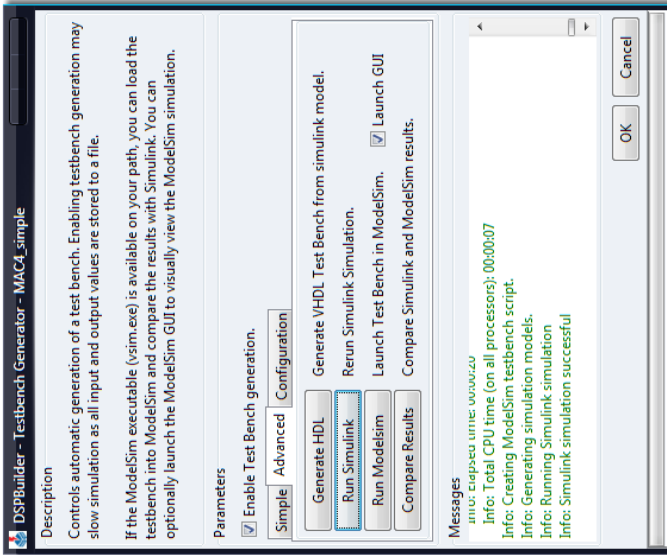 DSPBuilder - Testbench Generator - MAC4_simple
Description
Controls automatic generation of a test bench. Enabling testbench generation may
slow simulation as all input and output values are stored to a file.
If the ModelSim executable (vsim.exe) is available on your path, you can load the
testbench into ModelSim and compare the results with Simulink. You can
optionally launch the ModelSim GUI to visually view the ModelSim simulation.
Parameters
Enable Test Bench generation.
Simple Advanced Configuration
Generate HDL Generate VHDL Test Bench from simulink model.
Run Simulink Rerun Simulink Simulation.
Run Modelsim Launch Test Bench in ModelSim. Launch GUI
Compare Results Compare Simulink and ModelSim results.
Messages
Info: Elapsed time: 00:00:20
Info: Total CPU time (on all processors): 00:00:07
Info: Creating ModelSim testbench script.
Info: Generating simulation models.
Info: Running Simulink simulation
Info: Simulink simulation successful
OK Cancel